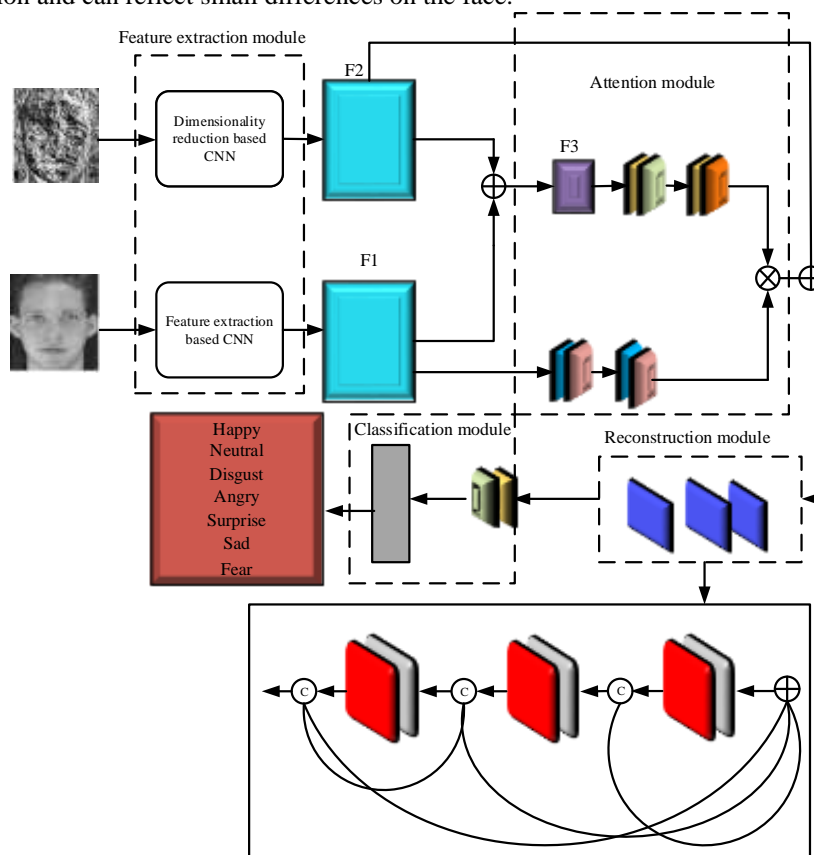 ion and can reflect small differences on the face.
Feature extraction module
F2
Attention module
Dimensionality
reduction based
CNN
F3
F1
Feature extraction
based CNN
Happy
Neutral
Disgust
Angry
Surprise
Sad
Fear
Classification module
Reconstruction module
C
C
C